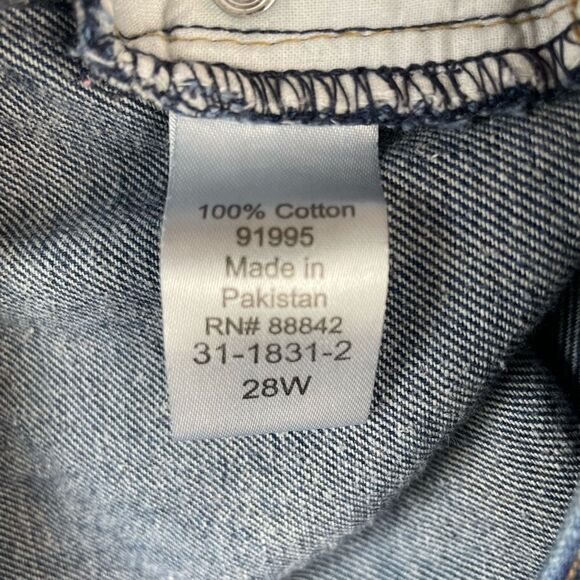 100% Cotton
91995
Made in
Pakistan
RN# 88842
31-1831-2
28W